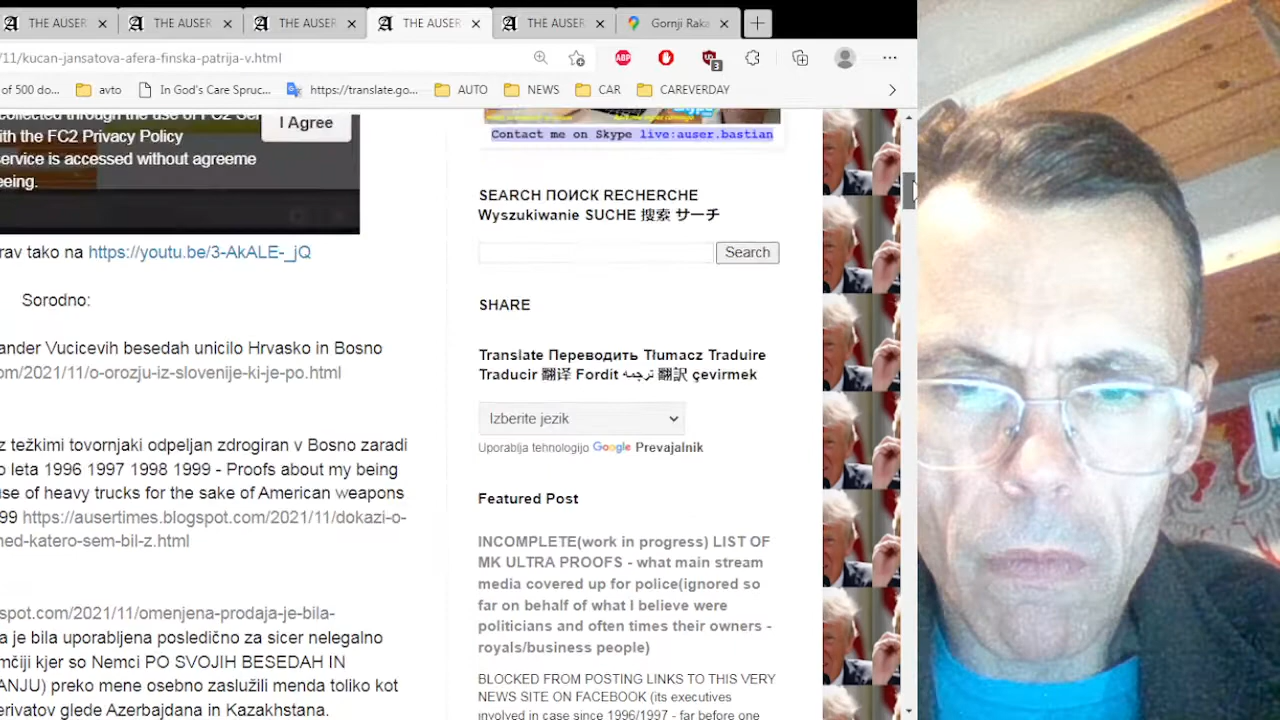 THE AUSER
THE AUSER
THE AUSER
THE AUSER
Gornji Raka
/11/kucan-jansatova-afera-finska-patrija-v.html
ABP
3
of 500 do...
avto
In God's Care Spruc...
https://translate.go...
AUTO
NEWS
CAR
CAREVERDAY
with the FC2 Privacy Policy
service is accessed without agreeme
eeing.
I Agree
rav tako na https://youtu.be/3-AkALE-_jQ
Sorodno:
ander Vucicevih besedah unicilo Hrvasko in Bosno
om/2021/11/o-orozju-iz-slovenije-ki-je-po.html
z težkimi tovornjaki odpeljan zdrogiran v Bosno zaradi
o leta 1996 1997 1998 1999 - Proofs about my being
use of heavy trucks for the sake of American weapons
99 https://ausertimes.blogspot.com/2021/11/dokazi-o-
ned-katero-sem-bil-z.html
spot.com/2021/11/omenjena-prodaja-je-bila-
a je bila uporabljena posledično za sicer nelegalno
mčiji kjer so Nemci PO SVOJIH BESEDAH IN
ANJU) preko mene osebno zaslužili menda toliko kot
erivatov glede Azerbajdana in Kazakhstana.
Contact me on Skype live:auser.bastian
SEARCH ПОИСК RECHERCHE
Wyszukiwanie SUCHE 搜索 サーチ
Search
SHARE
Translate Переводить Tłumacz Traduire
Traducir 翻译 Fordit ترجمه 翻訳 çevirmek
Izberite jezik
Uporablja tehnologijo Google Prevajalnik
Featured Post
INCOMPLETE(work in progress) LIST OF
MK ULTRA PROOFS - what main stream
media covered up for police(ignored so
far on behalf of what I believe were
politicians and often times their owners -
royals/business people)
BLOCKED FROM POSTING LINKS TO THIS VERY
NEWS SITE ON FACEBOOK (its executives
involved in case since 1996/1997 - far before one